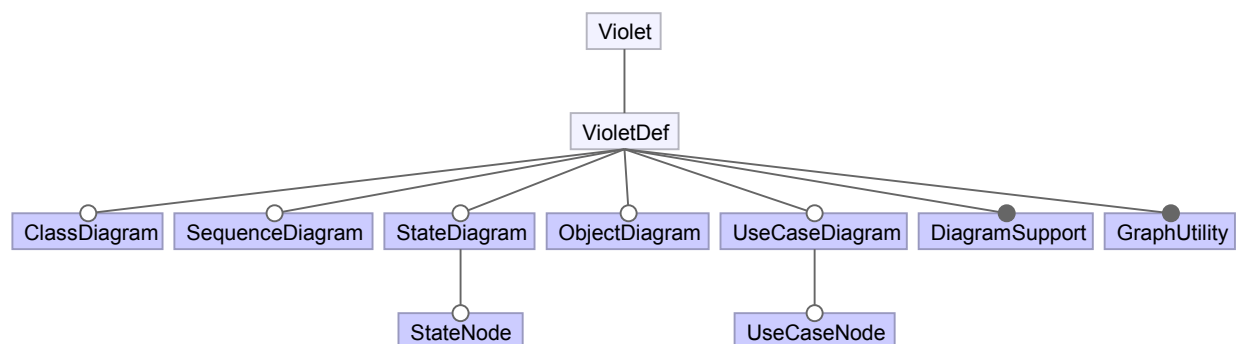 Violet
VioletDef
ClassDiagram SequenceDiagram StateDiagram ObjectDiagram UseCaseDiagram DiagramSupport GraphUtility
StateNode UseCaseNode